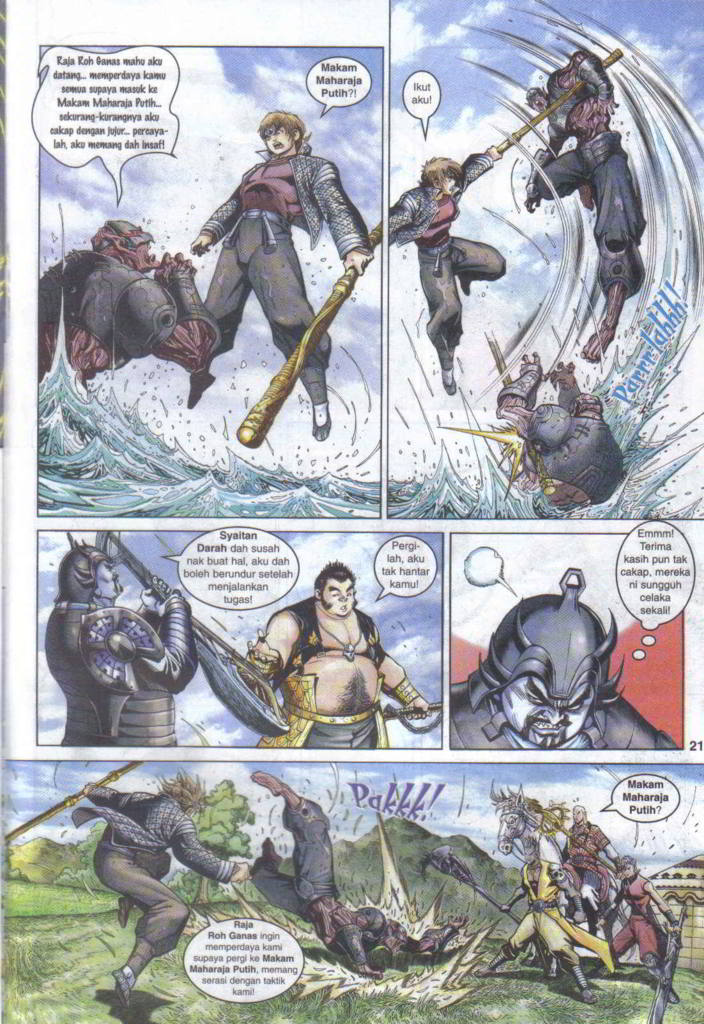 Raja Roh Ganas mahu aku
datang... memperdaya kamu
semua supaya masuk ke
Makam Maharaja Putih...
sekurang-kurangnya aku
cakap dengan jujur... percaya-
lah, aku memang dah insaf!
Makam
Maharaja
Putih?!
Ikut
aku!
Parrr lahhh!
Syaitan
Darah dah susah
nak buat hal, aku dah
boleh berundur setelah
menjalankan
tugas!
Pergi-
lah, aku
tak hantar
kamu!
Emmm!
Terima
kasih pun tak
cakap, mereka
ni sungguh
celaka
sekali!
21
Pakkk!
Makam
Maharaja
Putih?
Raja
Roh Ganas ingin
memperdaya kami
supaya pergi ke Makam
Maharaja Putih, memang
serasi dengan taktik
kami!